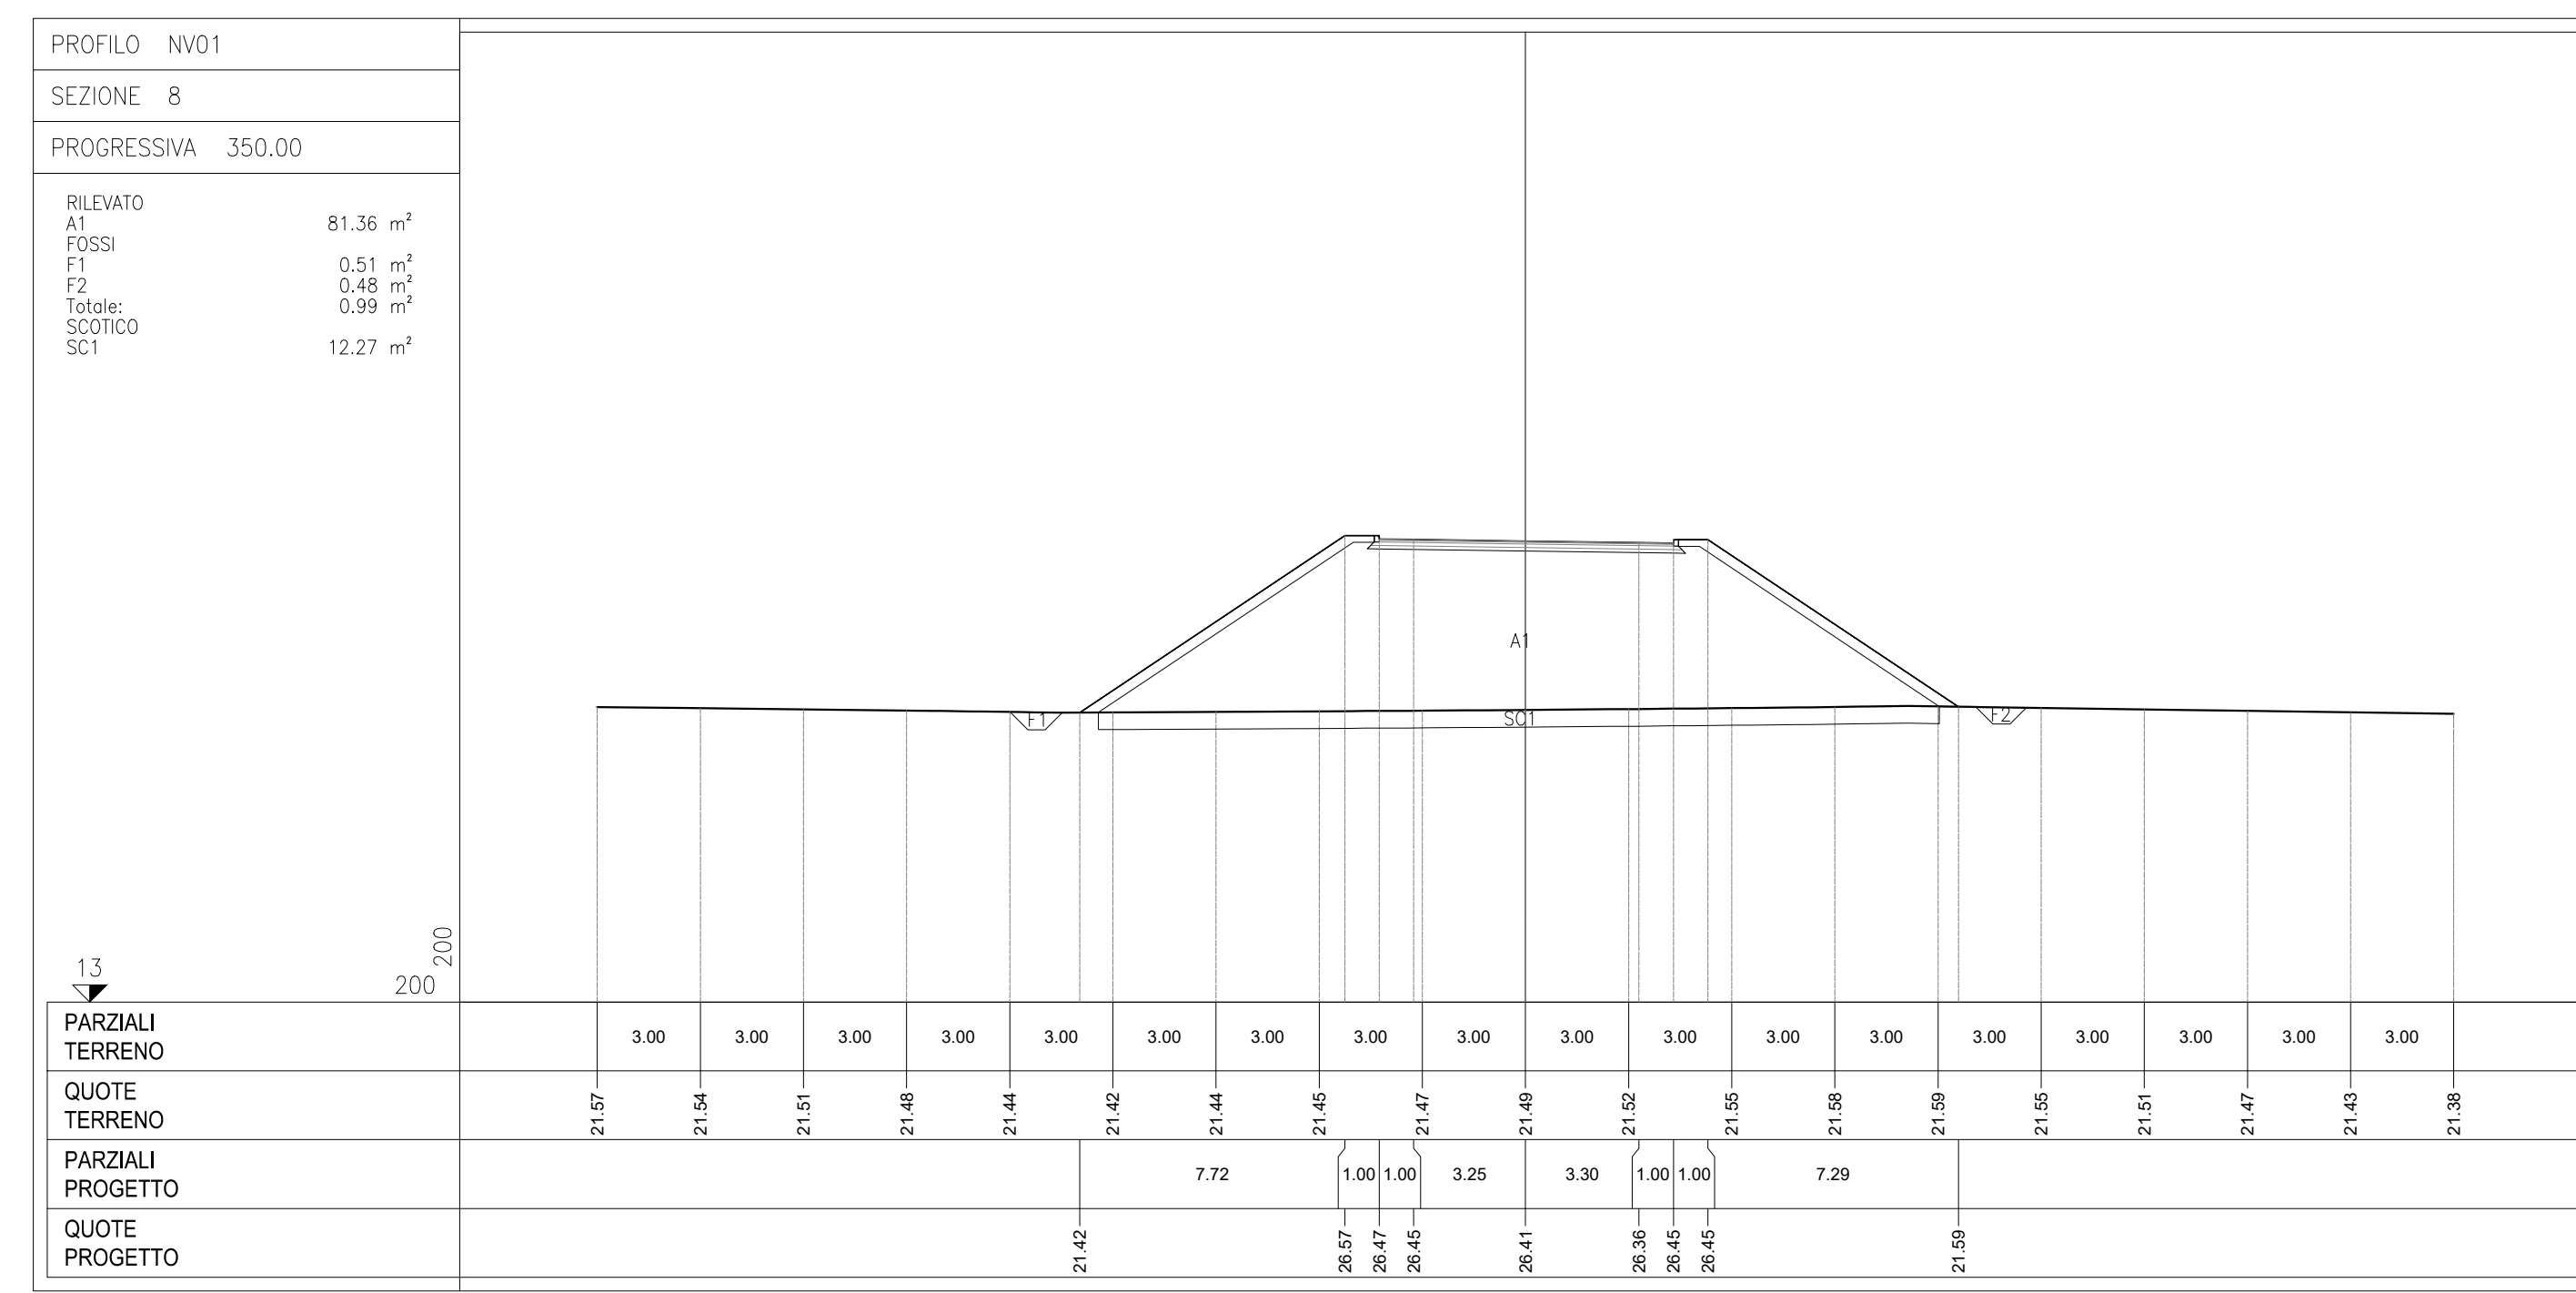 PROFILO NV01
SEZIONE 8
PROGRESSIVA 350.00
RILEVATO
A1 81.36 m²
FOSSI
F1 0.51 m²
F2 0.48 m²
Totale: 0.99 m²
SCOTICO
SC1 12.27 m²
A1
F1
SC1
F2
13
200
200
PARZIALI
TERRENO
3.00 3.00 3.00 3.00 3.00 3.00 3.00 3.00 3.00 3.00 3.00 3.00 3.00 3.00 3.00 3.00 3.00 3.00
QUOTE
TERRENO
21.57 21.54 21.51 21.48 21.44 21.42 21.44 21.45 21.47 21.49 21.52 21.55 21.58 21.59 21.55 21.51 21.47 21.43 21.38
PARZIALI
PROGETTO
7.72 1.00 1.00 3.25 3.30 1.00 1.00 7.29
QUOTE
PROGETTO
21.42 26.57 26.47 26.45 26.41 26.36 26.45 26.45 21.59